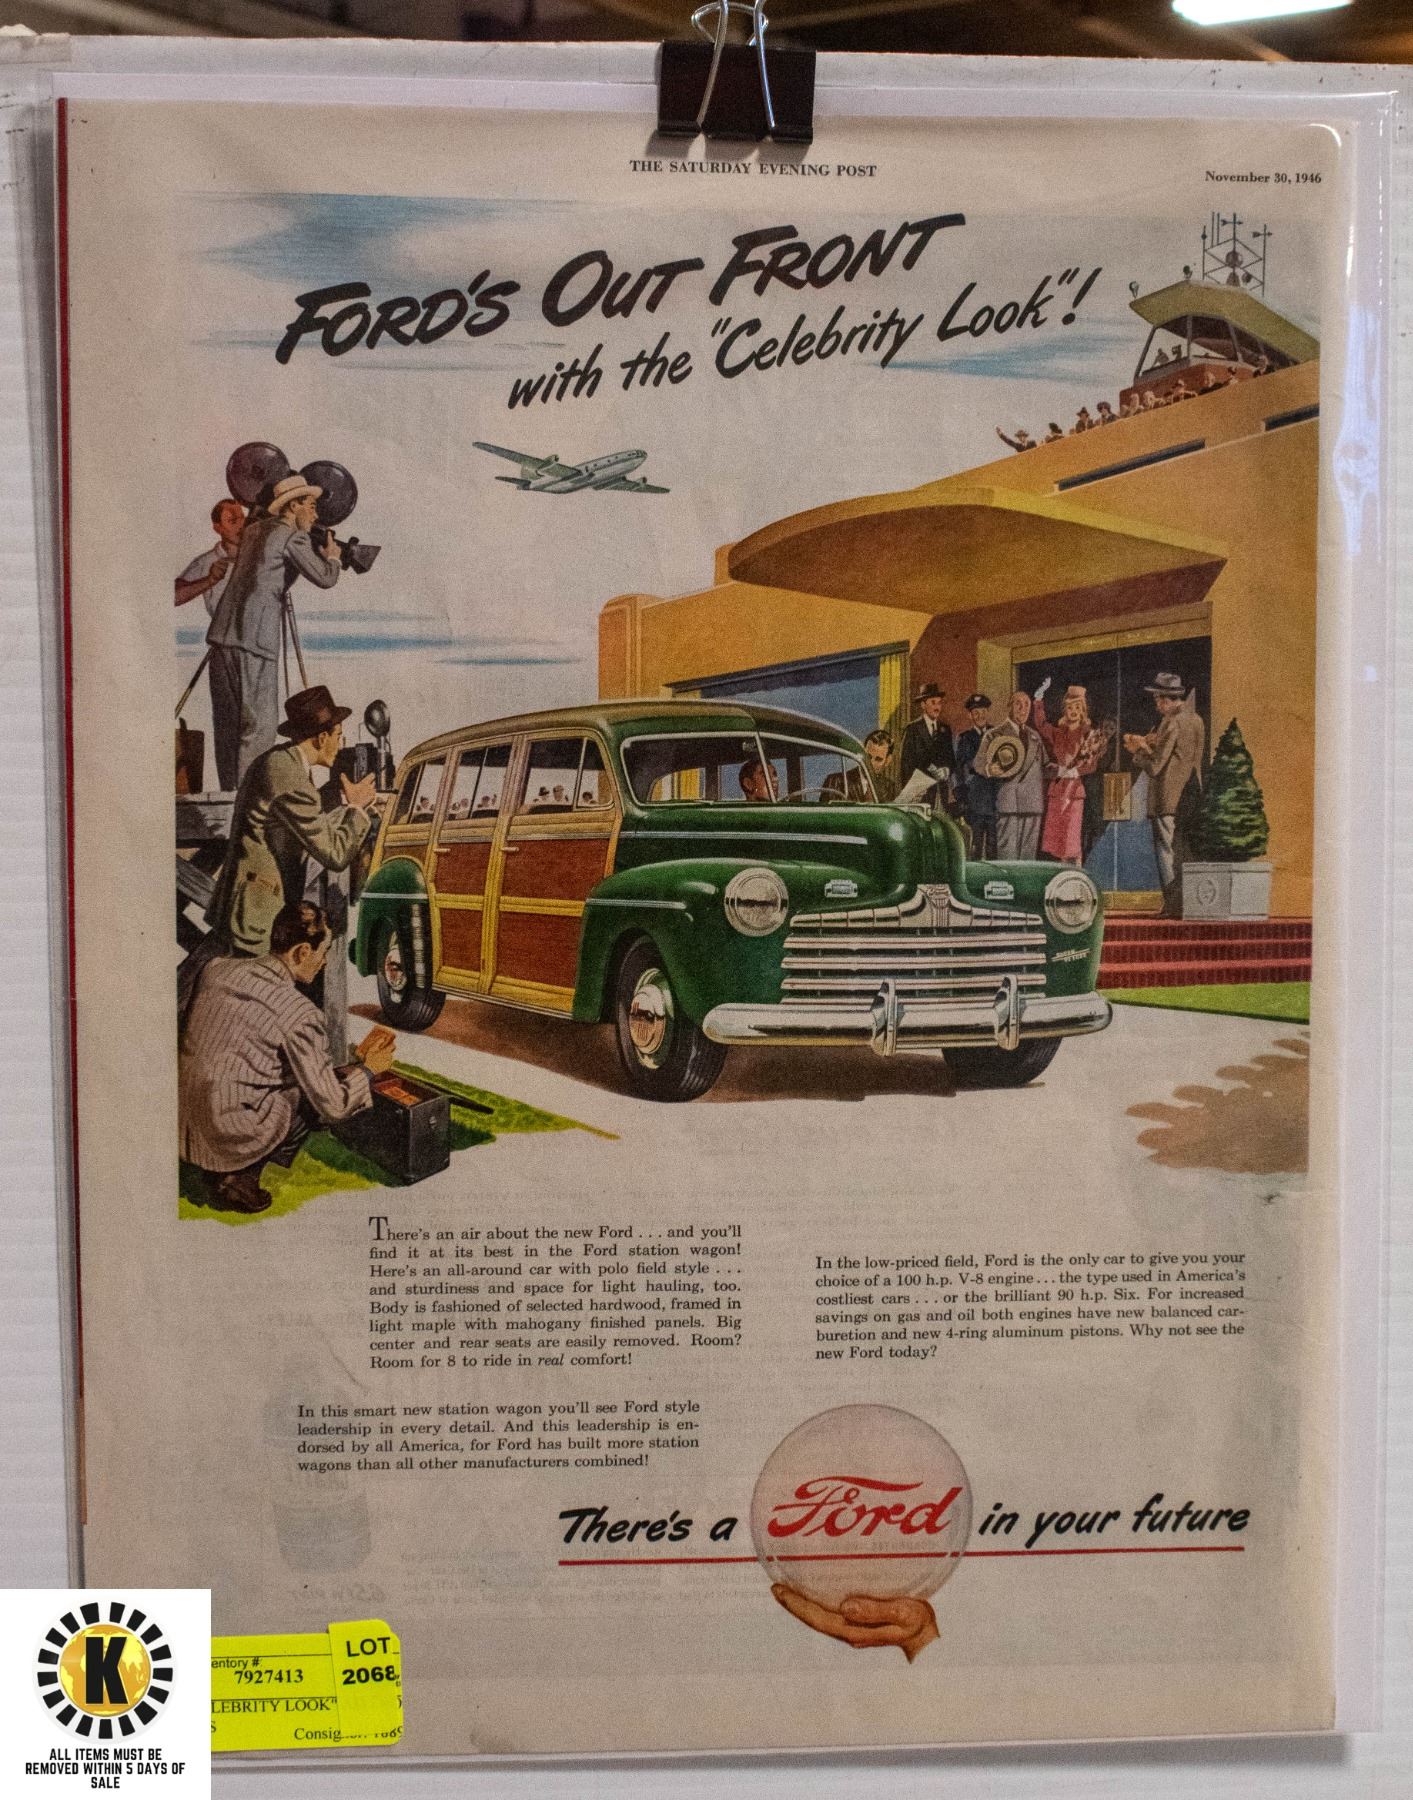 THE SATURDAY EVENING POST
November 30, 1946
FORD'S OUT FRONT
with the "Celebrity Look"!
There's an air about the new Ford . . . and you'll
find it at its best in the Ford station wagon!
Here's an all-around car with polo field style . . .
and sturdiness and space for light hauling, too.
Body is fashioned of selected hardwood, framed in
light maple with mahogany finished panels. Big
center and rear seats are easily removed. Room?
Room for 8 to ride in real comfort!
In this smart new station wagon you'll see Ford style
leadership in every detail. And this leadership is en-
dorsed by all America, for Ford has built more station
wagons than all other manufacturers combined!
In the low-priced field, Ford is the only car to give you your
choice of a 100 h.p. V-8 engine . . . the type used in America's
costliest cars . . . or the brilliant 90 h.p. Six. For increased
savings on gas and oil both engines have new balanced car-
buretion and new 4-ring aluminum pistons. Why not see the
new Ford today?
There's a Ford in your future
entory #:
7927413
LOT
2068
LEBRITY LOOK"
S
Consig
K
ALL ITEMS MUST BE
REMOVED WITHIN 5 DAYS OF
SALE